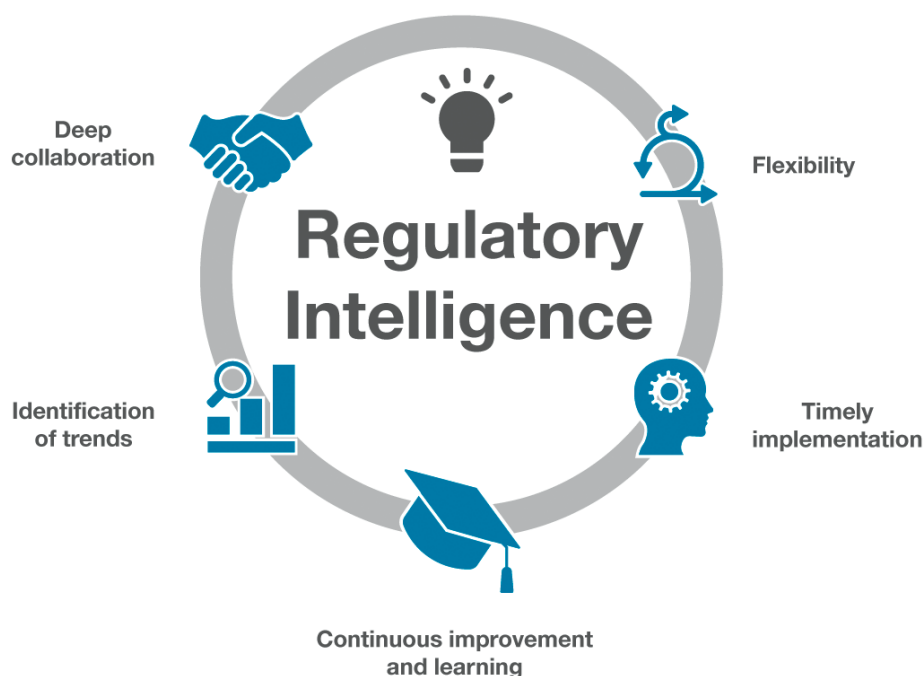 Deep
collaboration
Flexibility
Regulatory
Intelligence
Identification
of trends
Timely
implementation
Continuous improvement
and learning